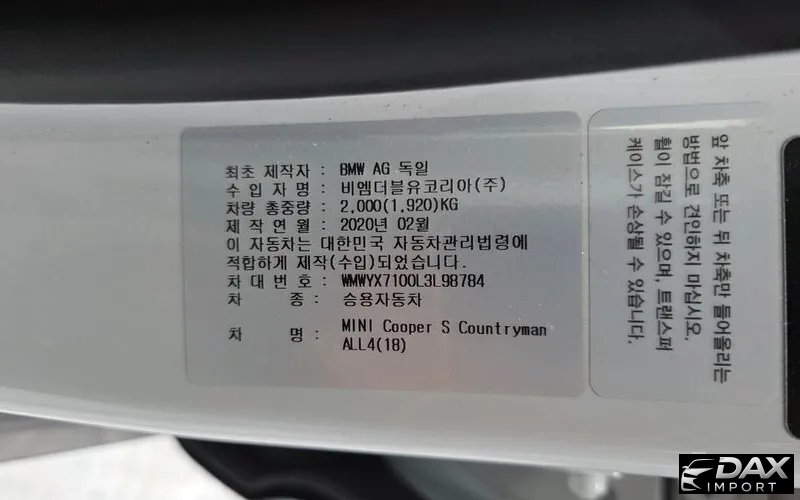 최초 제작자 : BMW AG 독일
수 입 자 명 : 비엠더블유코리아(주)
차량 총중량 : 2,000(1,920)KG
제 작 연 월 : 2020년 02월
이 자동차는 대한민국 자동차관리법령에
적합하게 제작(수입)되었습니다.
차 대 번 호 : WMWYX7100L3L98784
차 종 : 승용자동차
차 명 : MINI Cooper S Countryman
ALL4(18)
앞 차축 또는 뒤 차축만 들어올리는
방법으로 견인하지 마십시오.
휠이 잠길 수 있으며, 트랜스퍼
케이스가 손상될 수 있습니다.
DAX
IMPORT